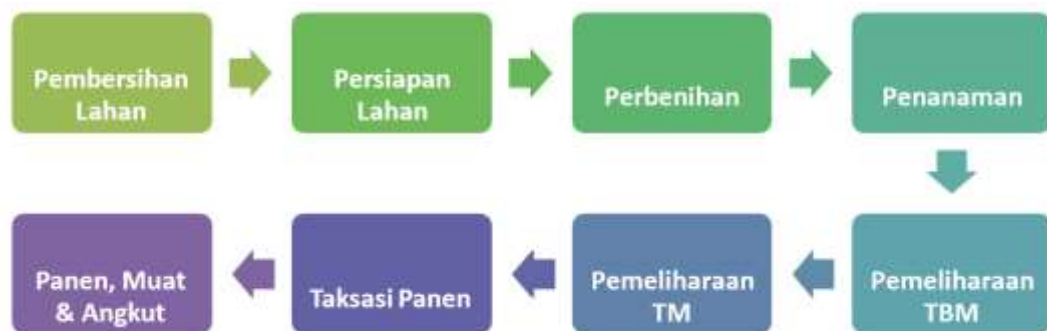 Pembersihan
Lahan
Persiapan
Lahan
Perbenihan
Penanaman
Pemeliharaan
TBM
Pemeliharaan
TM
Taksasi Panen
Panen, Muat
& Angkut